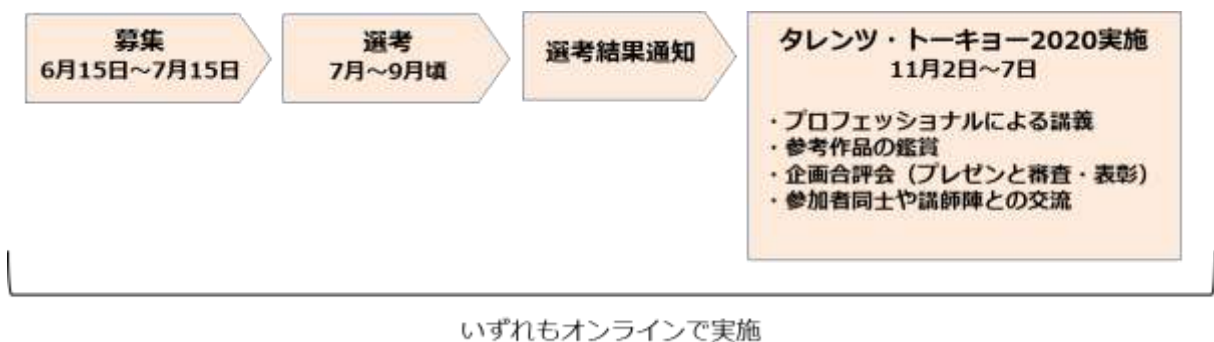 募集
6月15日～7月15日
選考
7月～9月頃
選考結果通知
タレンツ・トーキョー2020実施
11月2日～7日
・プロフェッショナルによる講義
・参考作品の鑑賞
・企画合評会（プレゼンと審査・表彰）
・参加者同士や講師陣との交流
いずれもオンラインで実施